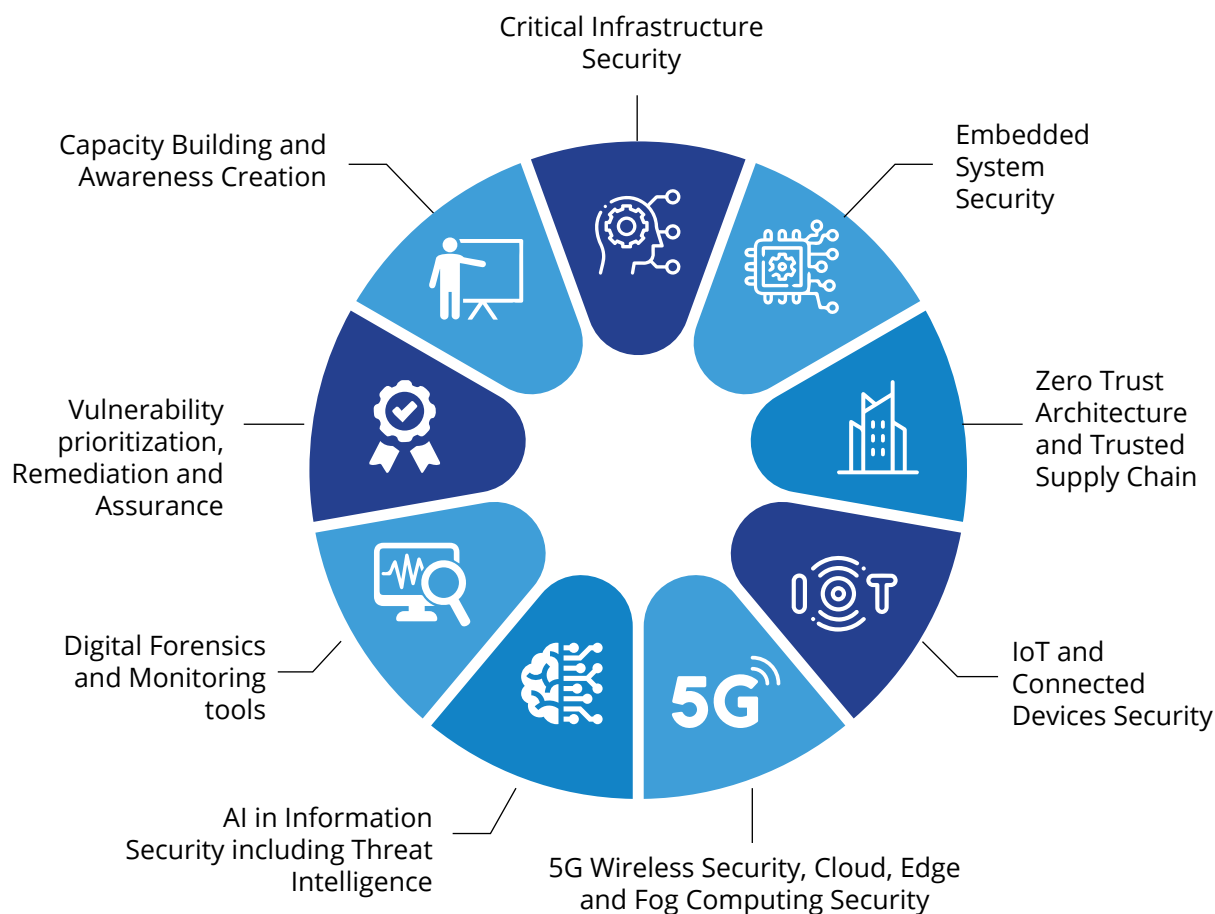 Critical Infrastructure
Security
Embedded
System
Security
Zero Trust
Architecture
and Trusted
Supply Chain
IoT and
Connected
Devices Security
5G Wireless Security, Cloud, Edge
and Fog Computing Security
AI in Information
Security including Threat
Intelligence
Digital Forensics
and Monitoring
tools
Vulnerability
prioritization,
Remediation and
Assurance
Capacity Building and
Awareness Creation
IOT
5G